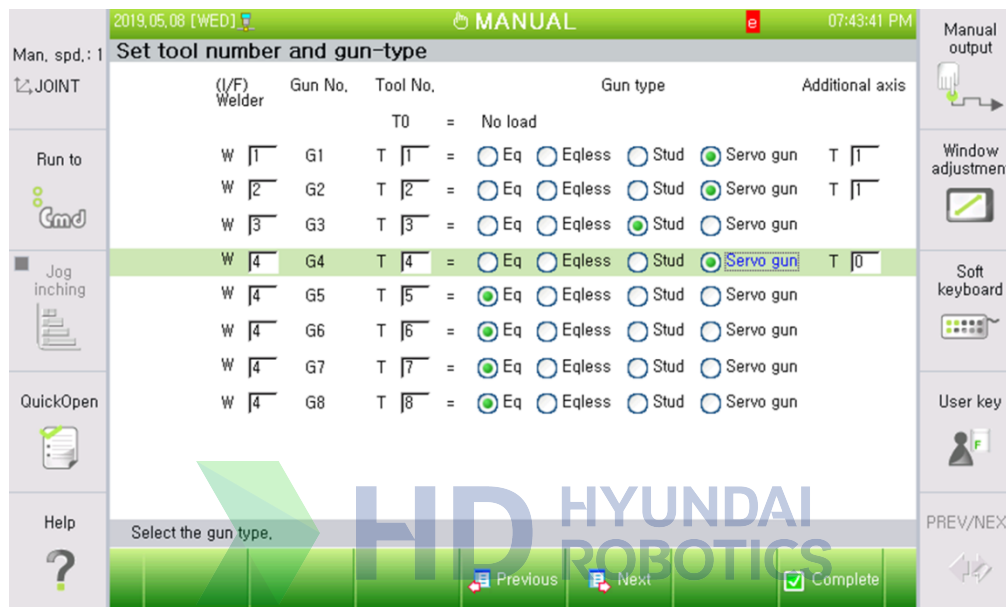 2019,05,08 [WED] MANUAL e 07:43:41 PM
Man, spd,: 1
JOINT
Set tool number and gun-type
Manual output
(I/F) Welder Gun No, Tool No, Gun type Additional axis
T0 = No load
W 1 G1 T 1 = Eq Eqless Stud Servo gun T 1
W 2 G2 T 2 = Eq Eqless Stud Servo gun T 1
W 3 G3 T 3 = Eq Eqless Stud Servo gun
W 4 G4 T 4 = Eq Eqless Stud Servo gun T 0
W 4 G5 T 5 = Eq Eqless Stud Servo gun
W 4 G6 T 6 = Eq Eqless Stud Servo gun
W 4 G7 T 7 = Eq Eqless Stud Servo gun
W 4 G8 T 8 = Eq Eqless Stud Servo gun
Run to
Cmd
Jog inching
QuickOpen
Help
?
Window adjustmen
Soft keyboard
User key
F
PREV/NEX
HD HYUNDAI
ROBOTICS
Select the gun type,
Previous Next Complete